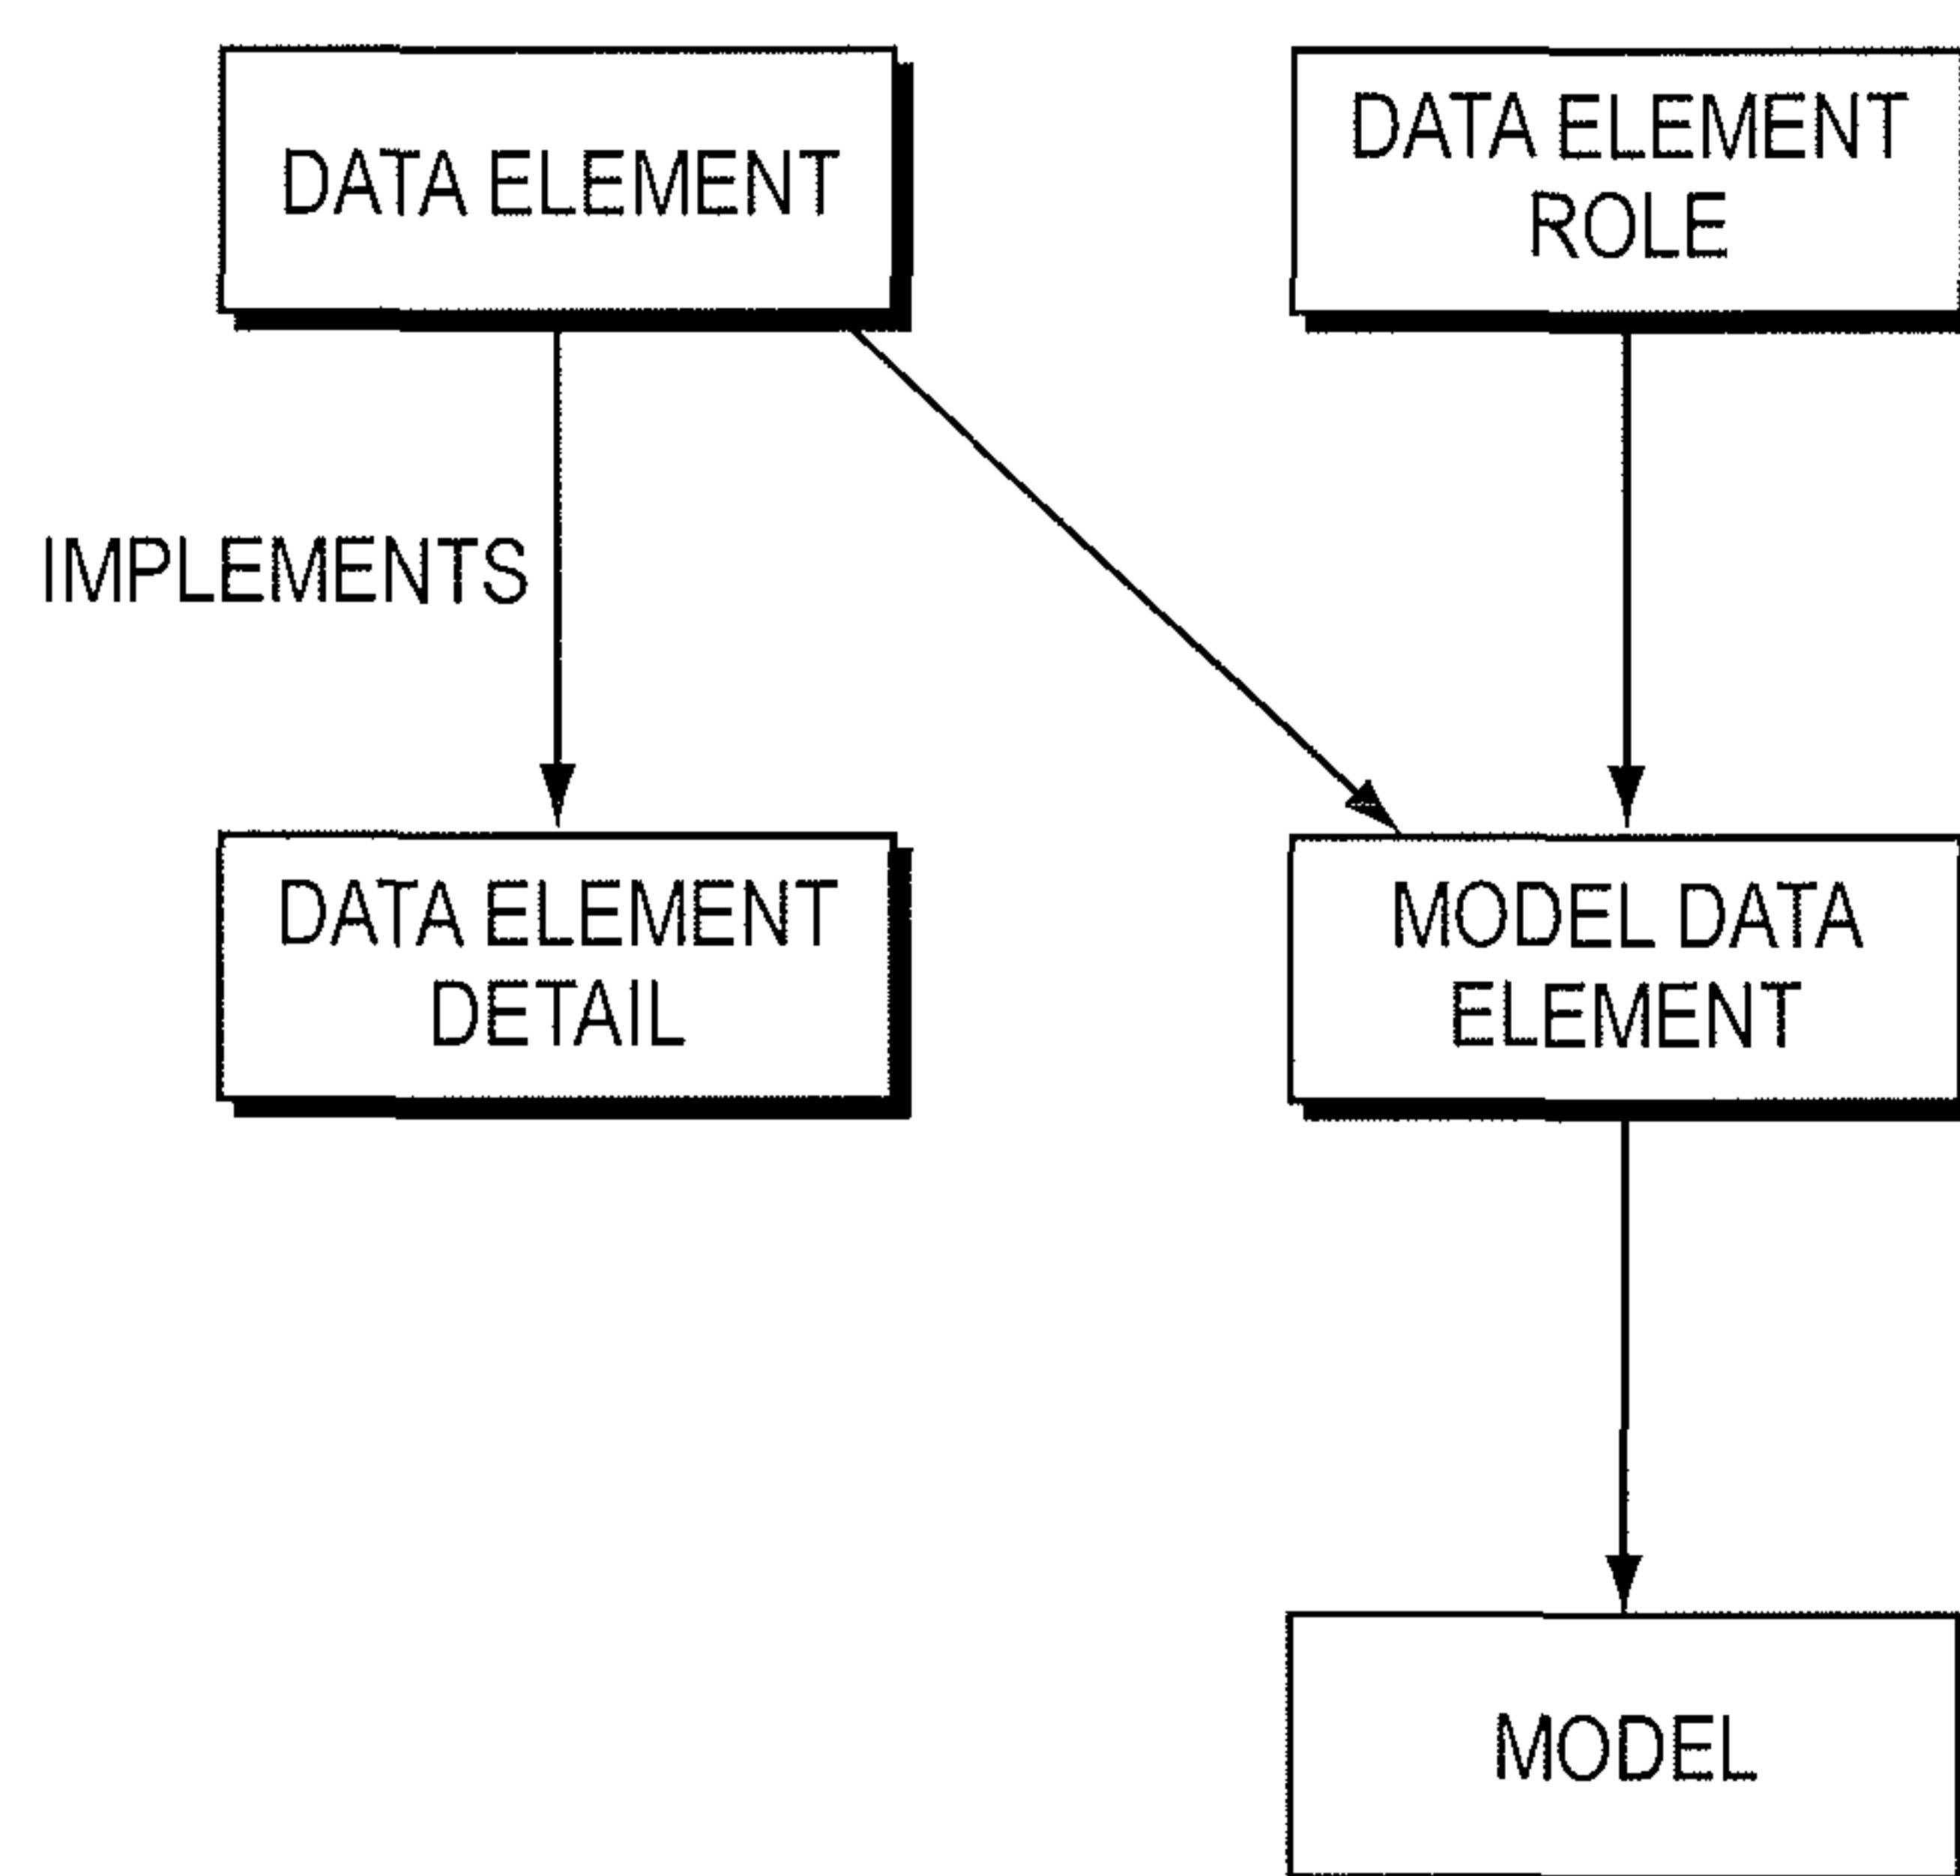 DATA ELEMENT
DATA ELEMENT
ROLE
IMPLEMENTS
DATA ELEMENT
DETAIL
MODEL DATA
ELEMENT
MODEL